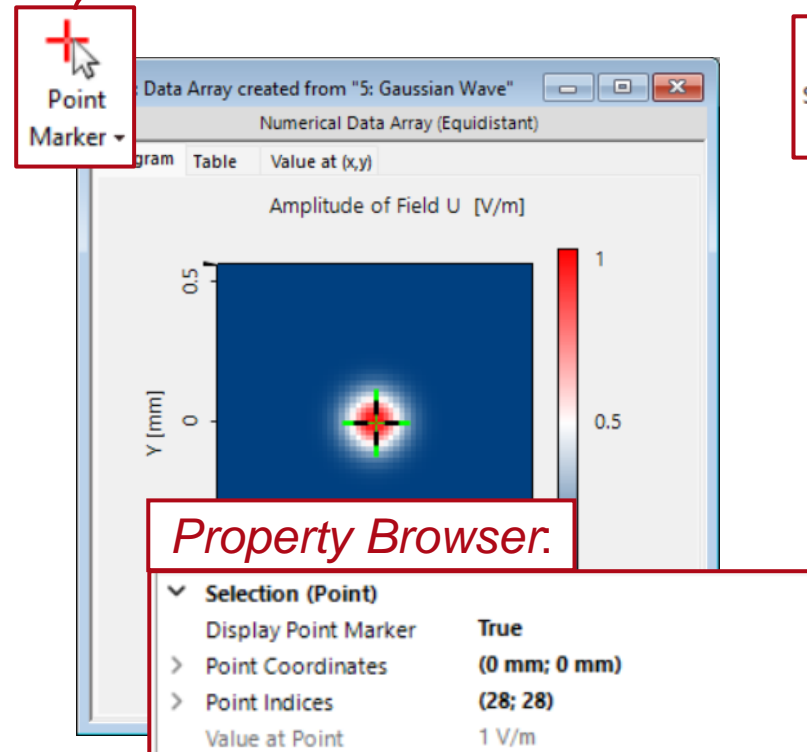 Point
Marker
: Data Array created from "5: Gaussian Wave"
Numerical Data Array (Equidistant)
gram Table Value at (x,y)
Amplitude of Field U [V/m]
1
0.5
0.5
Y [mm]
0
Property Browser:
Selection (Point)
Display Point Marker True
Point Coordinates (0 mm; 0 mm)
Point Indices (28; 28)
Value at Point 1 V/m